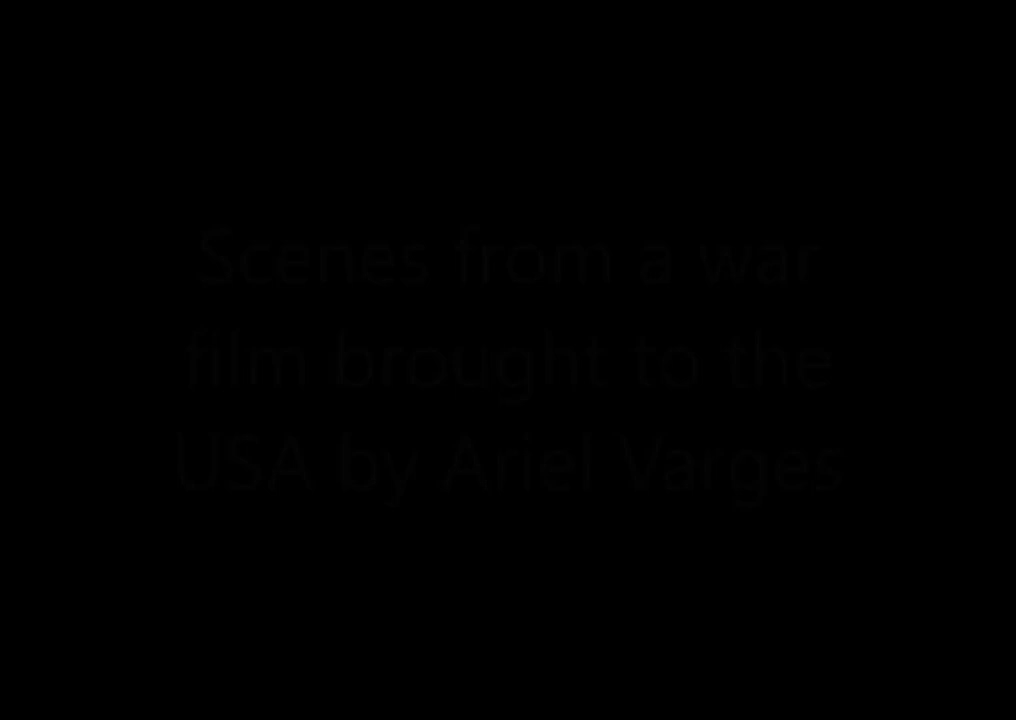 Scenes from a war
film brought to the
USA by Ariel Varges